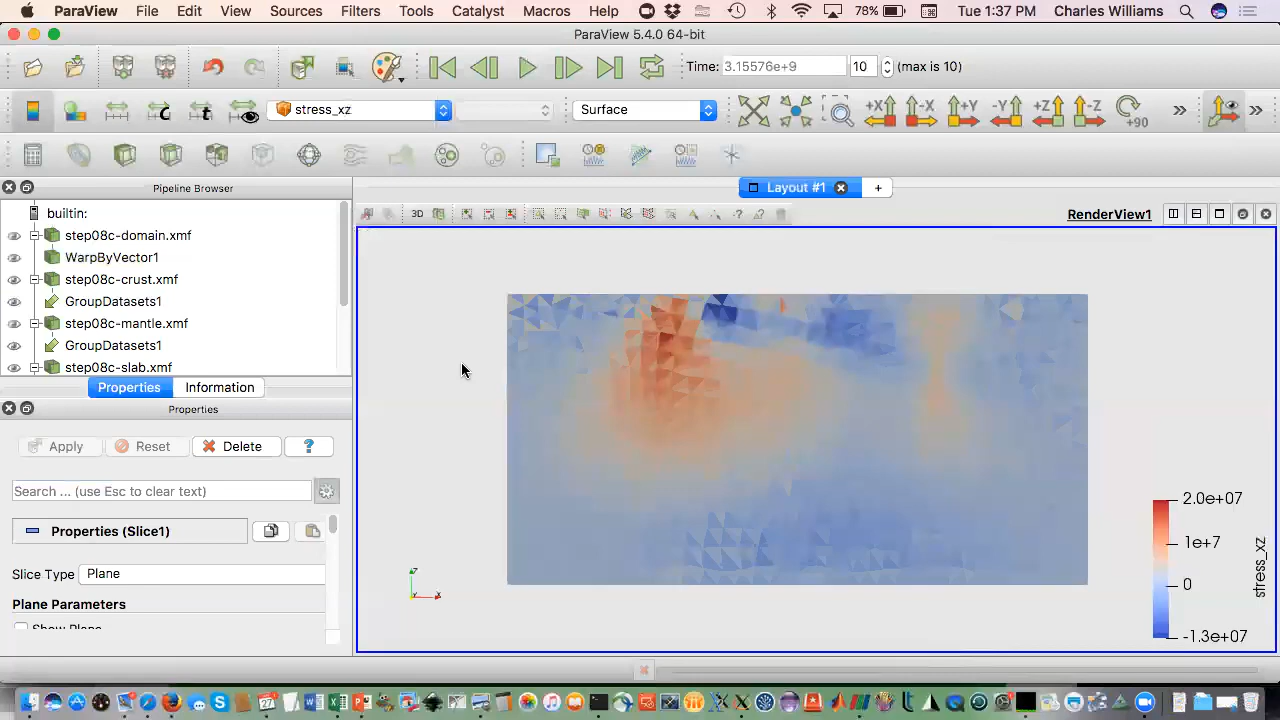 ParaView File Edit View Sources Filters Tools Catalyst Macros Help 78% Tue 1:37 PM Charles Williams
ParaView 5.4.0 64-bit
Time: 3.15576e+9 10 (max is 10)
c t stress_xz Surface +X -X +Y -Y +Z -Z +90 » »
Pipeline Browser
Layout #1 +
builtin:
3D
RenderView1
step08c-domain.xmf
WarpByVector1
step08c-crust.xmf
GroupDatasets1
step08c-mantle.xmf
GroupDatasets1
step08c-slab.xmf
Properties Information
Properties
Apply Reset Delete ?
Search ... (use Esc to clear text)
Properties (Slice1)
Slice Type Plane
Plane Parameters
Show Plane
2.0e+07
1e+7
0
-1.3e+07
stress_xz